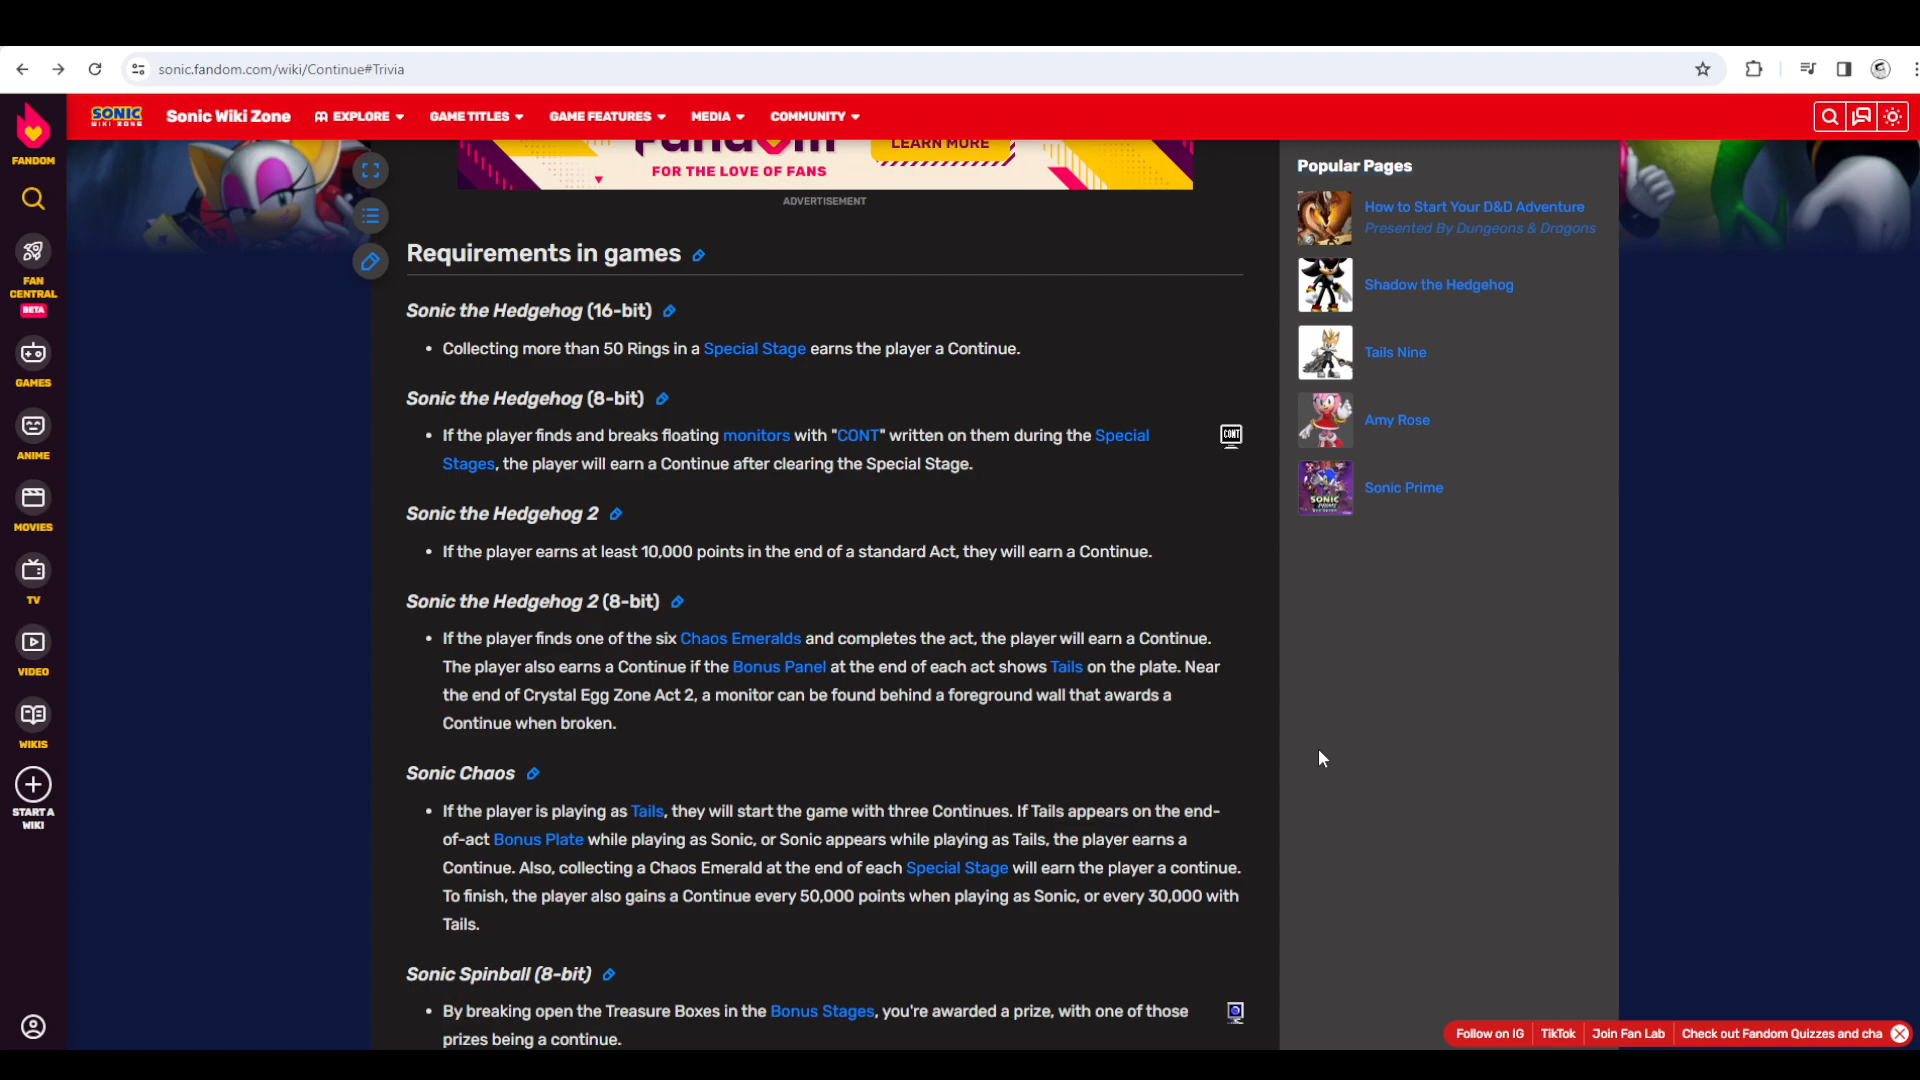 sonic.fandom.com/wiki/Continue#Trivia
SONIC
WIKI ZONE
Sonic Wiki Zone
EXPLORE
GAME TITLES
GAME FEATURES
MEDIA
COMMUNITY
FANDOM
FAN
CENTRAL
BETA
GAMES
ANIME
MOVIES
TV
VIDEO
WIKIS
START A
WIKI
Fandom
LEARN MORE
FOR THE LOVE OF FANS
ADVERTISEMENT
Requirements in games
Sonic the Hedgehog (16-bit)
• Collecting more than 50 Rings in a Special Stage earns the player a Continue.
Sonic the Hedgehog (8-bit)
• If the player finds and breaks floating monitors with "CONT" written on them during the Special
Stages, the player will earn a Continue after clearing the Special Stage.
CONT
Sonic the Hedgehog 2
• If the player earns at least 10,000 points in the end of a standard Act, they will earn a Continue.
Sonic the Hedgehog 2 (8-bit)
• If the player finds one of the six Chaos Emeralds and completes the act, the player will earn a Continue.
The player also earns a Continue if the Bonus Panel at the end of each act shows Tails on the plate. Near
the end of Crystal Egg Zone Act 2, a monitor can be found behind a foreground wall that awards a
Continue when broken.
Sonic Chaos
• If the player is playing as Tails, they will start the game with three Continues. If Tails appears on the end-
of-act Bonus Plate while playing as Sonic, or Sonic appears while playing as Tails, the player earns a
Continue. Also, collecting a Chaos Emerald at the end of each Special Stage will earn the player a continue.
To finish, the player also gains a Continue every 50,000 points when playing as Sonic, or every 30,000 with
Tails.
Sonic Spinball (8-bit)
• By breaking open the Treasure Boxes in the Bonus Stages, you're awarded a prize, with one of those
prizes being a continue.
Popular Pages
How to Start Your D&D Adventure
Presented By Dungeons & Dragons
Shadow the Hedgehog
Tails Nine
Amy Rose
SONIC
PRIME
Sonic Prime
Follow on IG
TikTok
Join Fan Lab
Check out Fandom Quizzes and cha